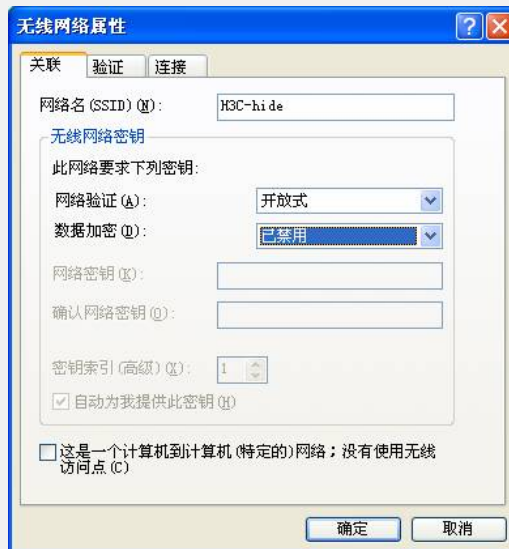 无线网络属性
关联 验证 连接
网络名(SSID)(N): H3C-hide
无线网络密钥
此网络要求下列密钥:
网络验证(A): 开放式
数据加密(D): 已禁用
网络密钥(K):
确认网络密钥(O):
密钥索引(高级)(X): 1
自动为我提供此密钥(H)
这是一个计算机到计算机(特定的)网络；没有使用无线
访问点(C)
确定 取消